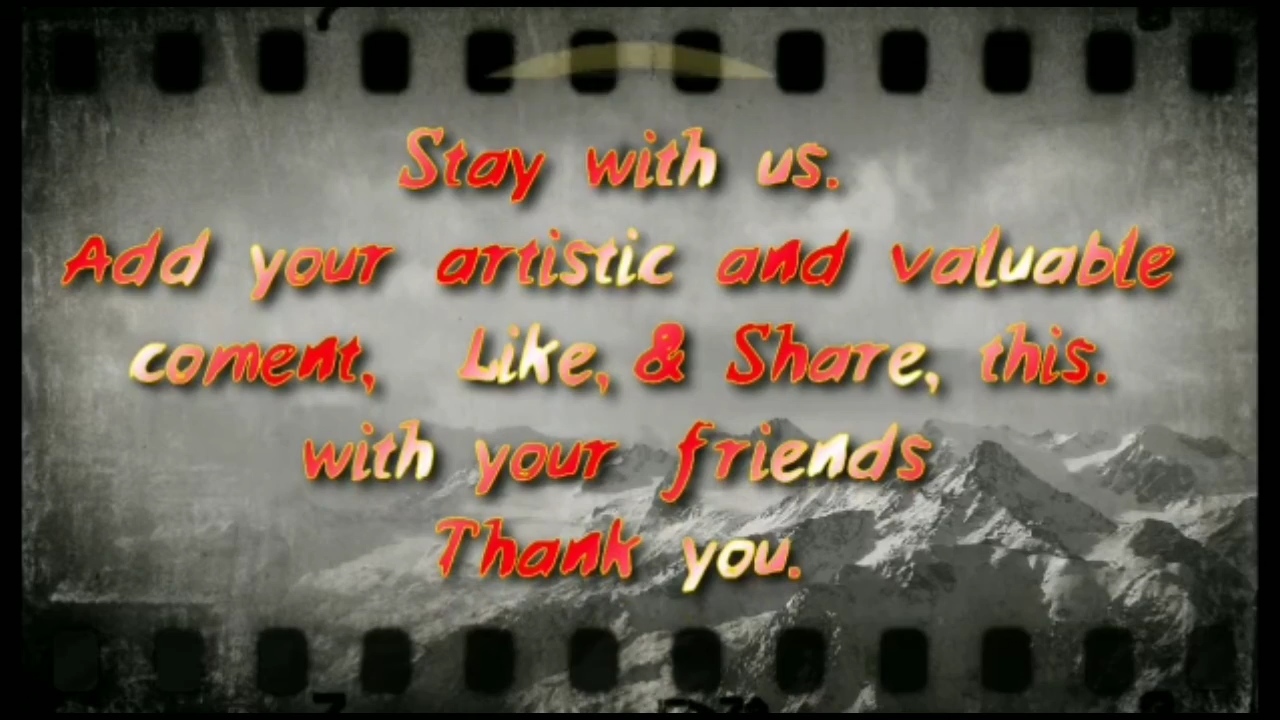 Stay with us.
Add your artistic and valuable
coment, Like, & Share, this.
with your friends
Thank you.